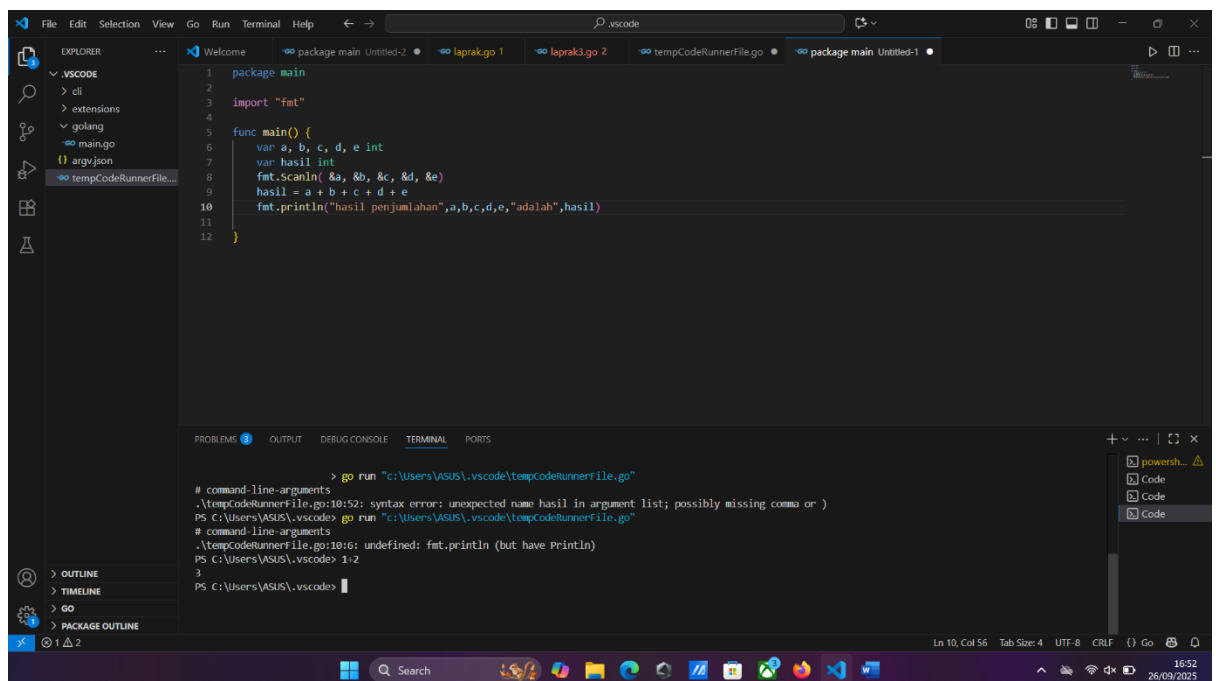 File Edit Selection View Go Run Terminal Help
.vscode
EXPLORER
Welcome
package main Untitled-2
laprak.go 1
laprak3.go 2
tempCodeRunnerFile.go
package main Untitled-1
.VSCODE
cli
extensions
golang
main.go
{} argv.json
tempCodeRunnerFile....
1 package main
2
3 import "fmt"
4
5 func main() {
6 var a, b, c, d, e int
7 var hasil int
8 fmt.Scanln( &a, &b, &c, &d, &e)
9 hasil = a + b + c + d + e
10 fmt.println("hasil penjumlahan",a,b,c,d,e,"adalah",hasil)
11
12 }
PROBLEMS 3 OUTPUT DEBUG CONSOLE TERMINAL PORTS
> go run "c:\Users\ASUS\.vscode\tempCodeRunnerFile.go"
# command-line-arguments
.\tempCodeRunnerFile.go:10:52: syntax error: unexpected name hasil in argument list; possibly missing comma or )
PS C:\Users\ASUS\.vscode> go run "c:\Users\ASUS\.vscode\tempCodeRunnerFile.go"
# command-line-arguments
.\tempCodeRunnerFile.go:10:6: undefined: fmt.println (but have Println)
PS C:\Users\ASUS\.vscode> 1+2
3
PS C:\Users\ASUS\.vscode>
powersh...
Code
Code
Code
OUTLINE
TIMELINE
GO
PACKAGE OUTLINE
1 2
Ln 10, Col 56 Tab Size: 4 UTF-8 CRLF {} Go
Search
16:52
26/09/2025